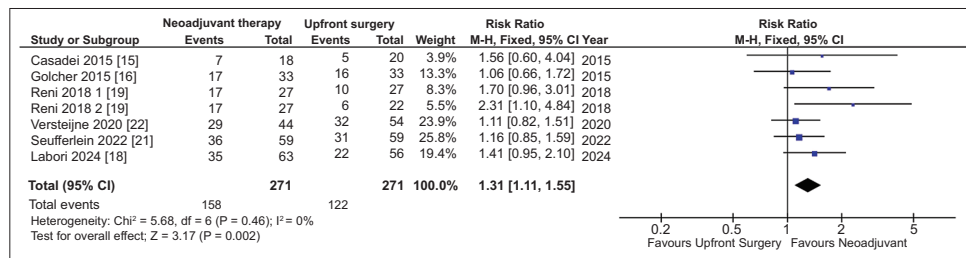 Neoadjuvant therapy Upfront surgery Risk Ratio Risk Ratio
Study or Subgroup Events Total Events Total Weight M-H, Fixed, 95% CI Year M-H, Fixed, 95% CI
Casadei 2015 [15] 7 18 5 20 3.9% 1.56 [0.60, 4.04] 2015
Golcher 2015 [16] 17 33 16 33 13.3% 1.06 [0.66, 1.72] 2015
Reni 2018 1 [19] 17 27 10 27 8.3% 1.70 [0.96, 3.01] 2018
Reni 2018 2 [19] 17 27 6 22 5.5% 2.31 [1.10, 4.84] 2018
Versteijne 2020 [22] 29 44 32 54 23.9% 1.11 [0.82, 1.51] 2020
Seufferlein 2022 [21] 36 59 31 59 25.8% 1.16 [0.85, 1.59] 2022
Labori 2024 [18] 35 63 22 56 19.4% 1.41 [0.95, 2.10] 2024
Total (95% CI) 271 271 100.0% 1.31 [1.11, 1.55]
Total events 158 122
Heterogeneity: Chi² = 5.68, df = 6 (P = 0.46); I² = 0%
Test for overall effect; Z = 3.17 (P = 0.002)
0.2 0.5 1 2 5
Favours Upfront Surgery Favours Neoadjuvant